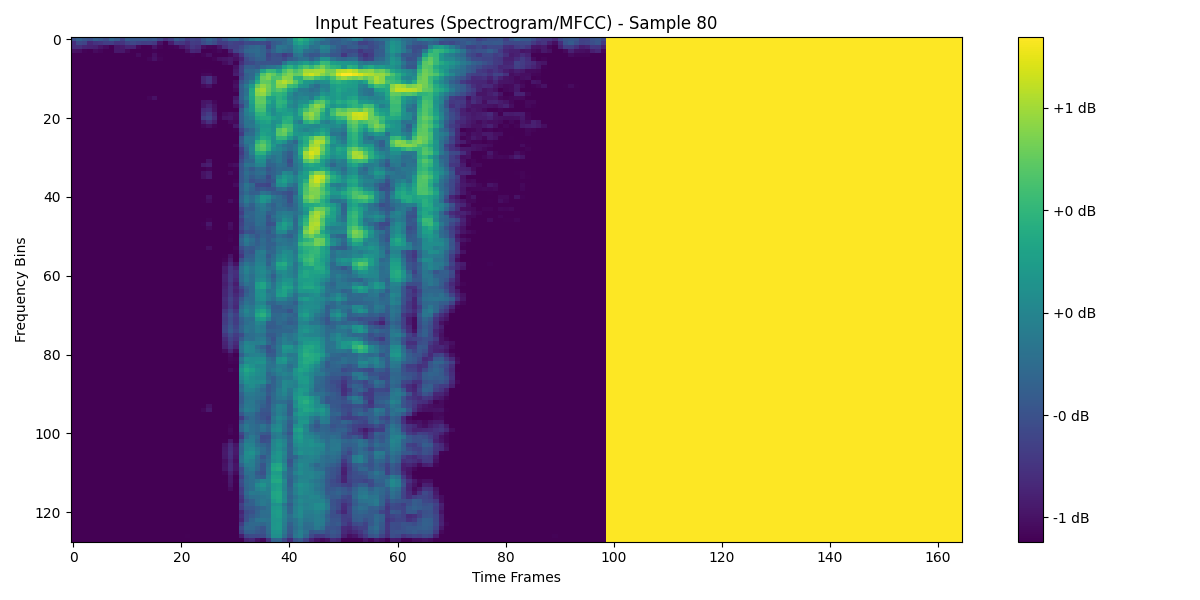 Input Features (Spectrogram/MFCC) - Sample 80
0
20
40
60
80
100
120
Frequency Bins
0 20 40 60 80 100 120 140 160
Time Frames
+1 dB
+0 dB
+0 dB
-0 dB
-1 dB